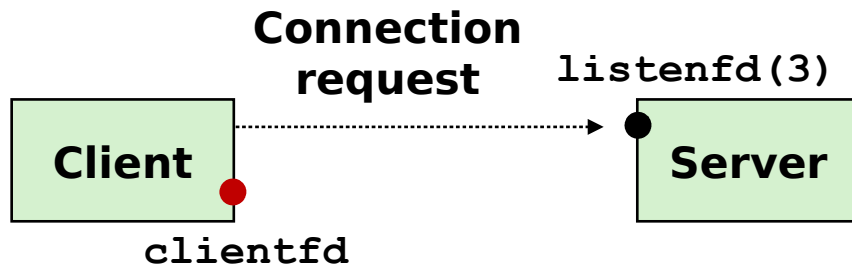 Connection
request
listenfd(3)
Client
Server
clientfd